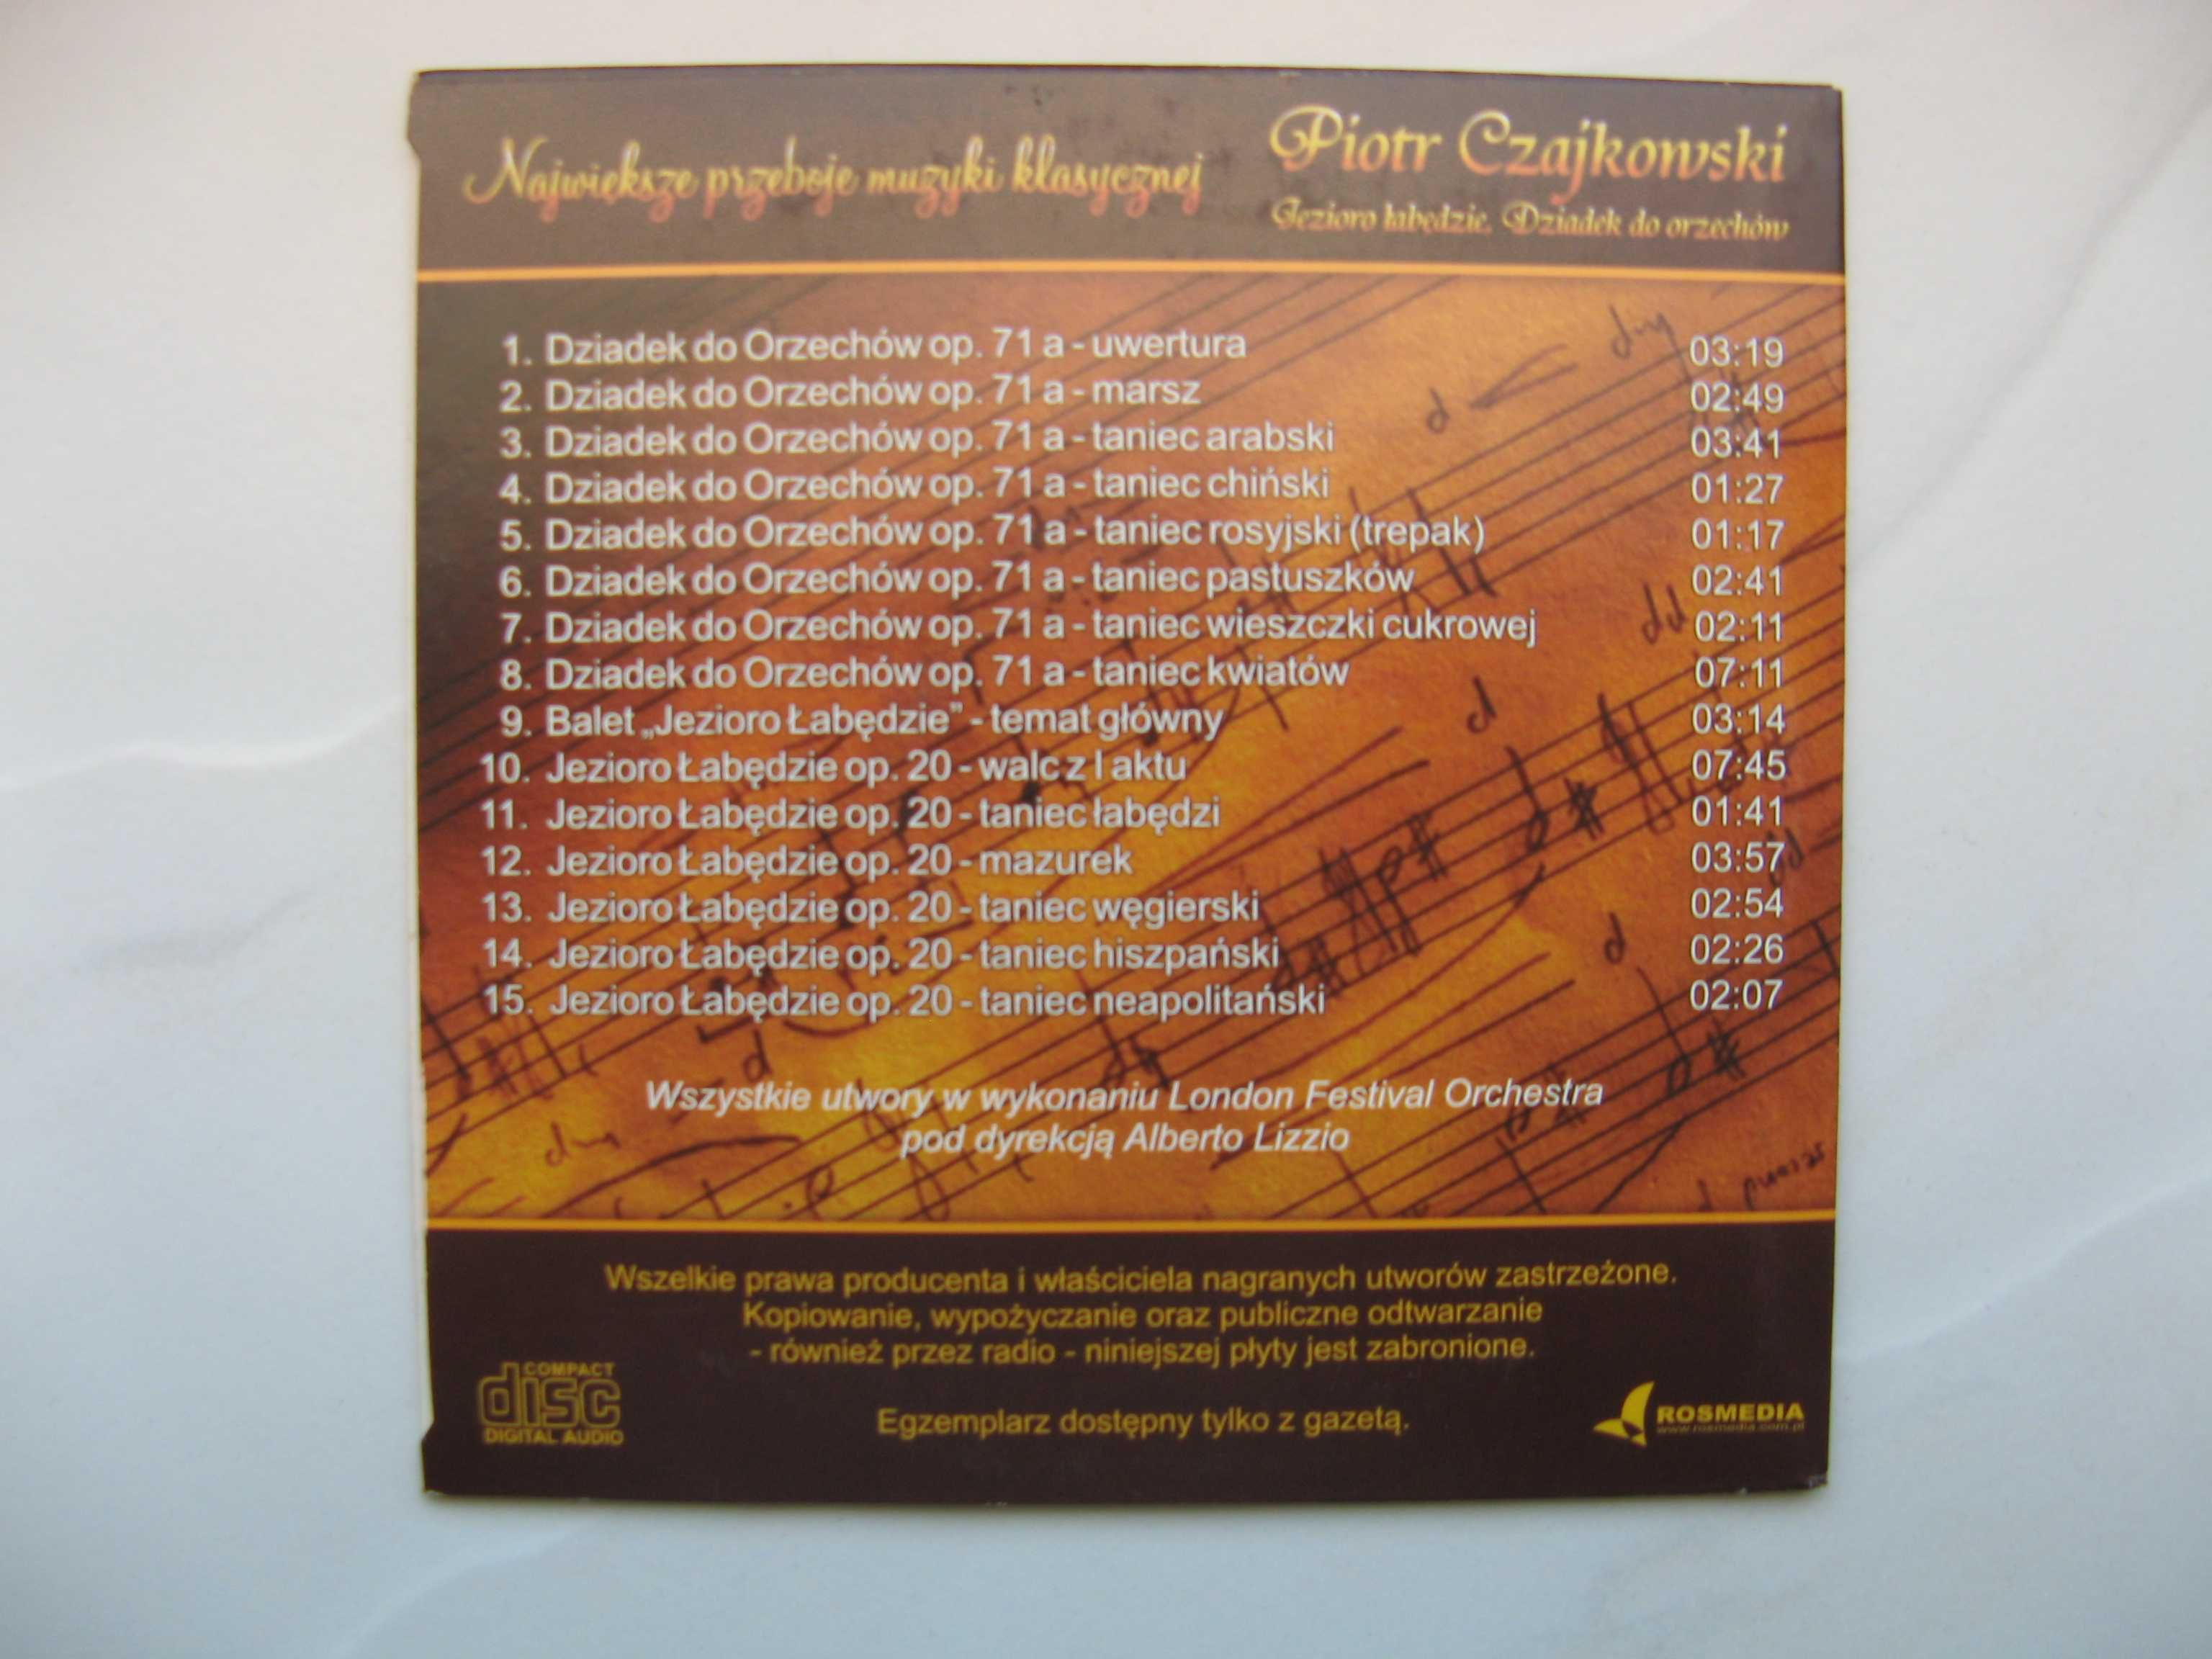 Największe przeboje muzyki klasycznej
Piotr Czajkowski
Jezioro łabędzie, Dziadek do orzechów
1. Dziadek do Orzechów op. 71 a - uwertura 03:19
2. Dziadek do Orzechów op. 71 a - marsz 02:49
3. Dziadek do Orzechów op. 71 a - taniec arabski 03:41
4. Dziadek do Orzechów op. 71 a - taniec chiński 01:27
5. Dziadek do Orzechów op. 71 a - taniec rosyjski (trepak) 01:17
6. Dziadek do Orzechów op. 71 a - taniec pastuszków 02:41
7. Dziadek do Orzechów op. 71 a - taniec wieszczki cukrowej 02:11
8. Dziadek do Orzechów op. 71 a - taniec kwiatów 07:11
9. Balet „Jezioro Łabędzie” - temat główny 03:14
10. Jezioro Łabędzie op. 20 - walc z I aktu 07:45
11. Jezioro Łabędzie op. 20 - taniec łabędzi 01:41
12. Jezioro Łabędzie op. 20 - mazurek 03:57
13. Jezioro Łabędzie op. 20 - taniec węgierski 02:54
14. Jezioro Łabędzie op. 20 - taniec hiszpański 02:26
15. Jezioro Łabędzie op. 20 - taniec neapolitański 02:07
Wszystkie utwory w wykonaniu London Festival Orchestra
pod dyrekcją Alberto Lizzio
Wszelkie prawa producenta i właściciela nagranych utworów zastrzeżone.
Kopiowanie, wypożyczanie oraz publiczne odtwarzanie
- również przez radio - niniejszej płyty jest zabronione.
Egzemplarz dostępny tylko z gazetą.
COMPACT
disc
DIGITAL AUDIO
ROSMEDIA
www.rosmedia.com.pl